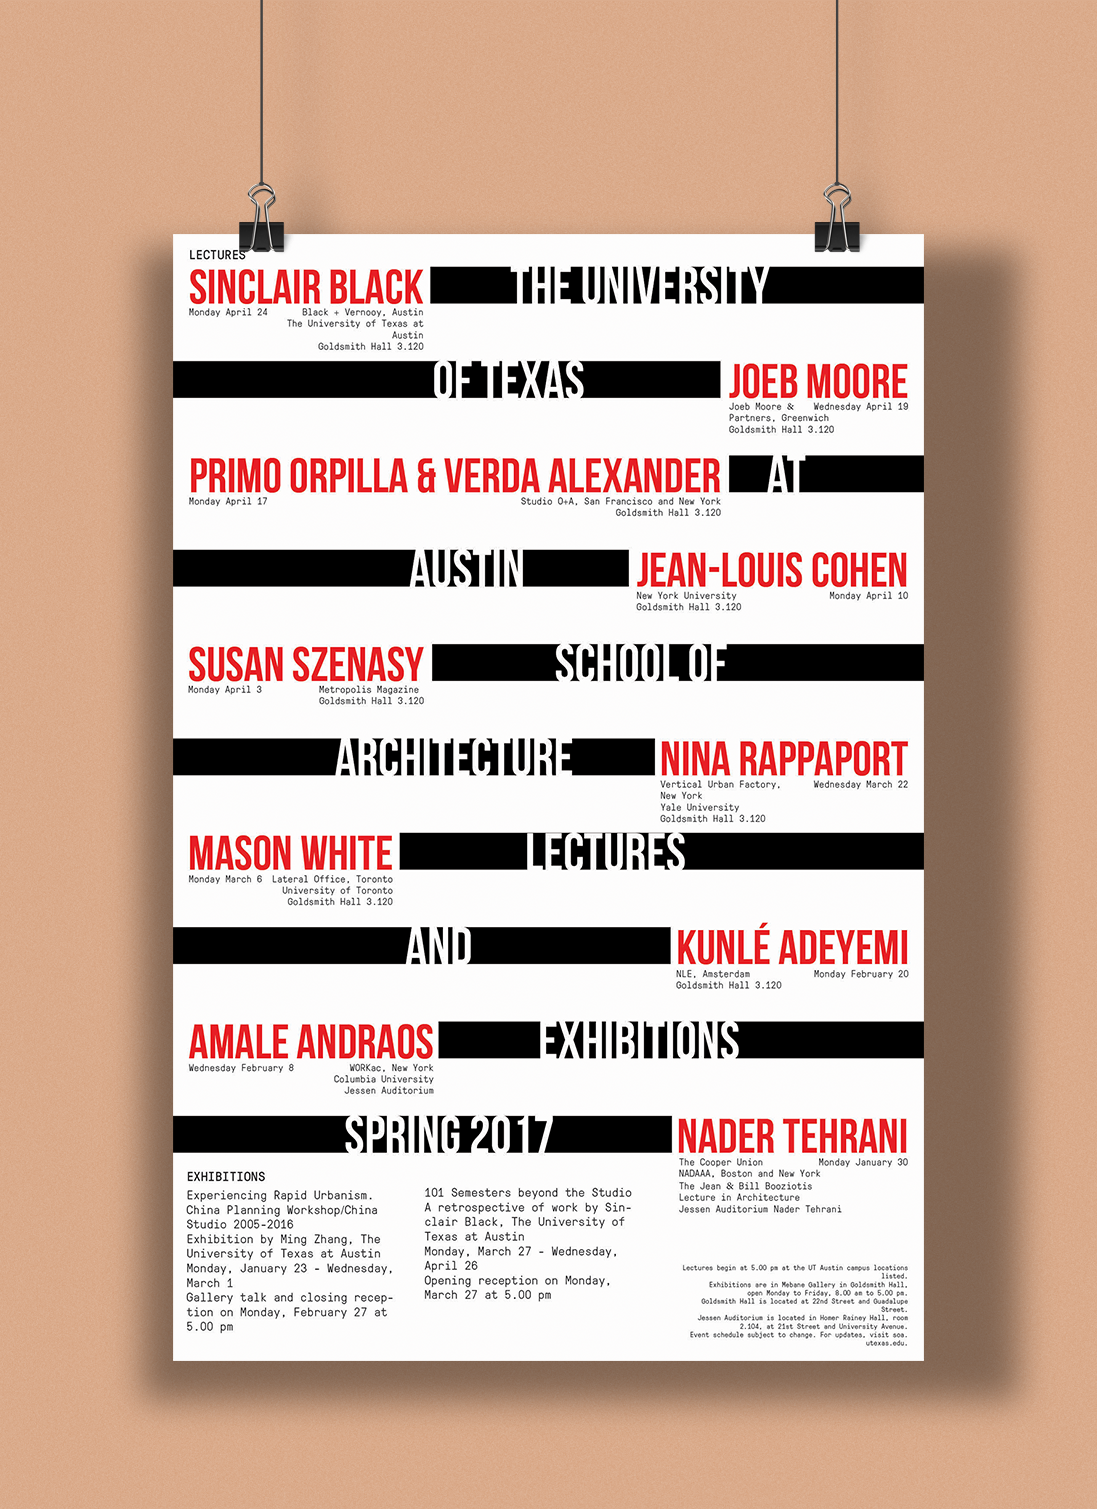 LECTURES
SINCLAIR BLACK THE UNIVERSITY
Monday April 24 Black + Vernooy, Austin
The University of Texas at
Austin
Goldsmith Hall 3.120
OF TEXAS JOEB MOORE
Joeb Moore & Wednesday April 19
Partners, Greenwich
Goldsmith Hall 3.120
PRIMO ORPILLA & VERDA ALEXANDER AT
Monday April 17 Studio O+A, San Francisco and New York
Goldsmith Hall 3.120
AUSTIN JEAN-LOUIS COHEN
New York University Monday April 10
Goldsmith Hall 3.120
SUSAN SZENASY SCHOOL OF
Monday April 3 Metropolis Magazine
Goldsmith Hall 3.120
ARCHITECTURE NINA RAPPAPORT
Vertical Urban Factory, Wednesday March 22
New York
Yale University
Goldsmith Hall 3.120
MASON WHITE LECTURES
Monday March 6 Lateral Office, Toronto
University of Toronto
Goldsmith Hall 3.120
AND KUNLÉ ADEYEMI
NLE, Amsterdam Monday February 20
Goldsmith Hall 3.120
AMALE ANDRAOS EXHIBITIONS
Wednesday February 8 WORKac, New York
Columbia University
Jessen Auditorium
SPRING 2017 NADER TEHRANI
The Cooper Union Monday January 30
NADAAA, Boston and New York
The Jean & Bill Booziotis
Lecture in Architecture
Jessen Auditorium Nader Tehrani
EXHIBITIONS
Experiencing Rapid Urbanism.
China Planning Workshop/China
Studio 2005-2016
Exhibition by Ming Zhang, The
University of Texas at Austin
Monday, January 23 - Wednesday,
March 1
Gallery talk and closing recep-
tion on Monday, February 27 at
5.00 pm
101 Semesters beyond the Studio
A retrospective of work by Sin-
clair Black, The University of
Texas at Austin
Monday, March 27 - Wednesday,
April 26
Opening reception on Monday,
March 27 at 5.00 pm
Lectures begin at 5.00 pm at the UT Austin campus locations
listed.
Exhibitions are in Mebane Gallery in Goldsmith Hall,
open Monday to Friday, 8.00 am to 5.00 pm.
Goldsmith Hall is located at 22nd Street and Guadalupe
Street.
Jessen Auditorium is located in Homer Rainey Hall, room
2.104, at 21st Street and University Avenue.
Event schedule subject to change. For updates, visit soa.
utexas.edu.